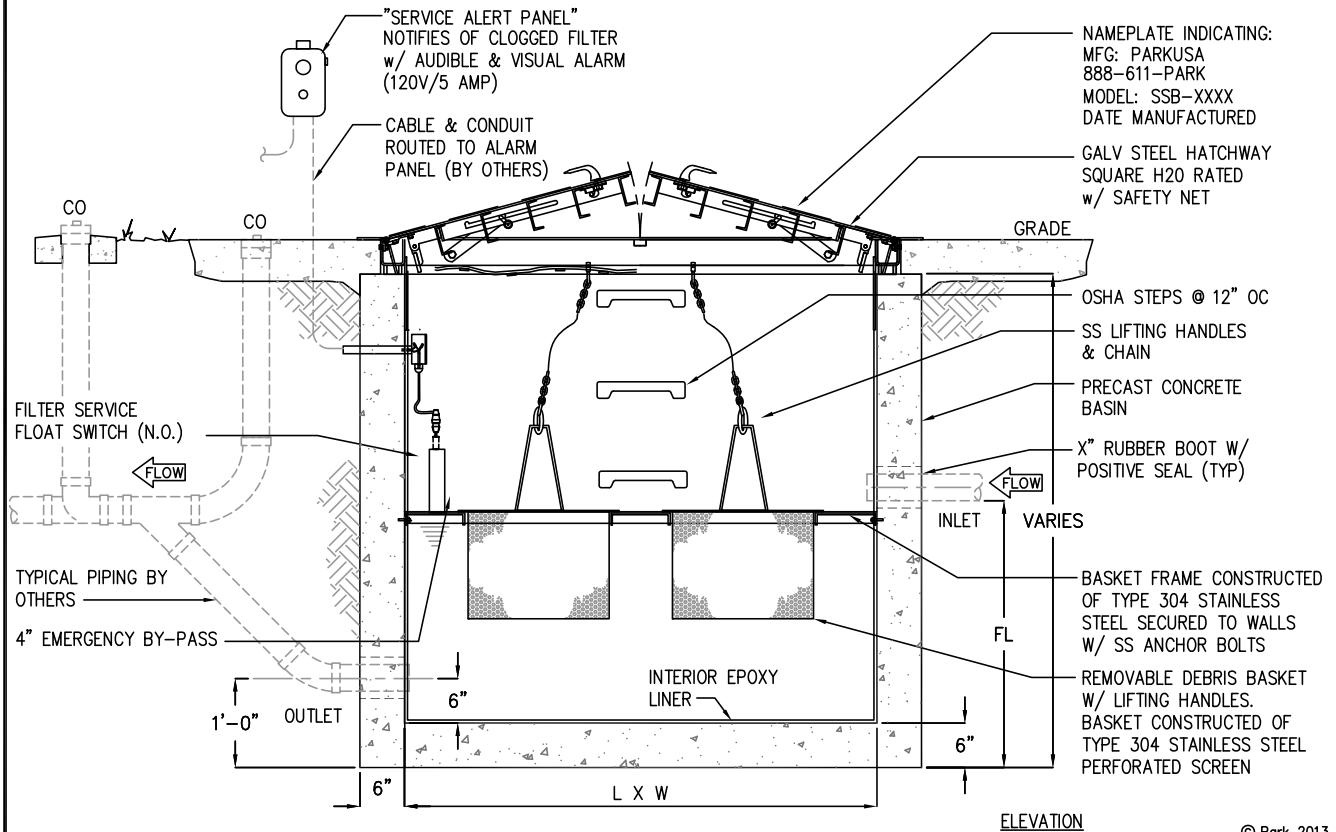 "SERVICE ALERT PANEL"
NOTIFIES OF CLOGGED FILTER
w/ AUDIBLE & VISUAL ALARM
(120V/5 AMP)
CABLE & CONDUIT
ROUTED TO ALARM
PANEL (BY OTHERS)
NAMEPLATE INDICATING:
MFG: PARKUSA
888-611-PARK
MODEL: SSB-XXXX
DATE MANUFACTURED
GALV STEEL HATCHWAY
SQUARE H20 RATED
w/ SAFETY NET
CO
CO
GRADE
OSHA STEPS @ 12" OC
SS LIFTING HANDLES
& CHAIN
PRECAST CONCRETE
BASIN
X" RUBBER BOOT W/
POSITIVE SEAL (TYP)
FILTER SERVICE
FLOAT SWITCH (N.O.)
FLOW
FLOW
INLET
VARIES
TYPICAL PIPING BY
OTHERS
4" EMERGENCY BY-PASS
BASKET FRAME CONSTRUCTED
OF TYPE 304 STAINLESS
STEEL SECURED TO WALLS
W/ SS ANCHOR BOLTS
FL
REMOVABLE DEBRIS BASKET
W/ LIFTING HANDLES.
BASKET CONSTRUCTED OF
TYPE 304 STAINLESS STEEL
PERFORATED SCREEN
INTERIOR EPOXY
LINER
1'-0"
OUTLET
6"
6"
6"
L X W
ELEVATION
© Park 2013